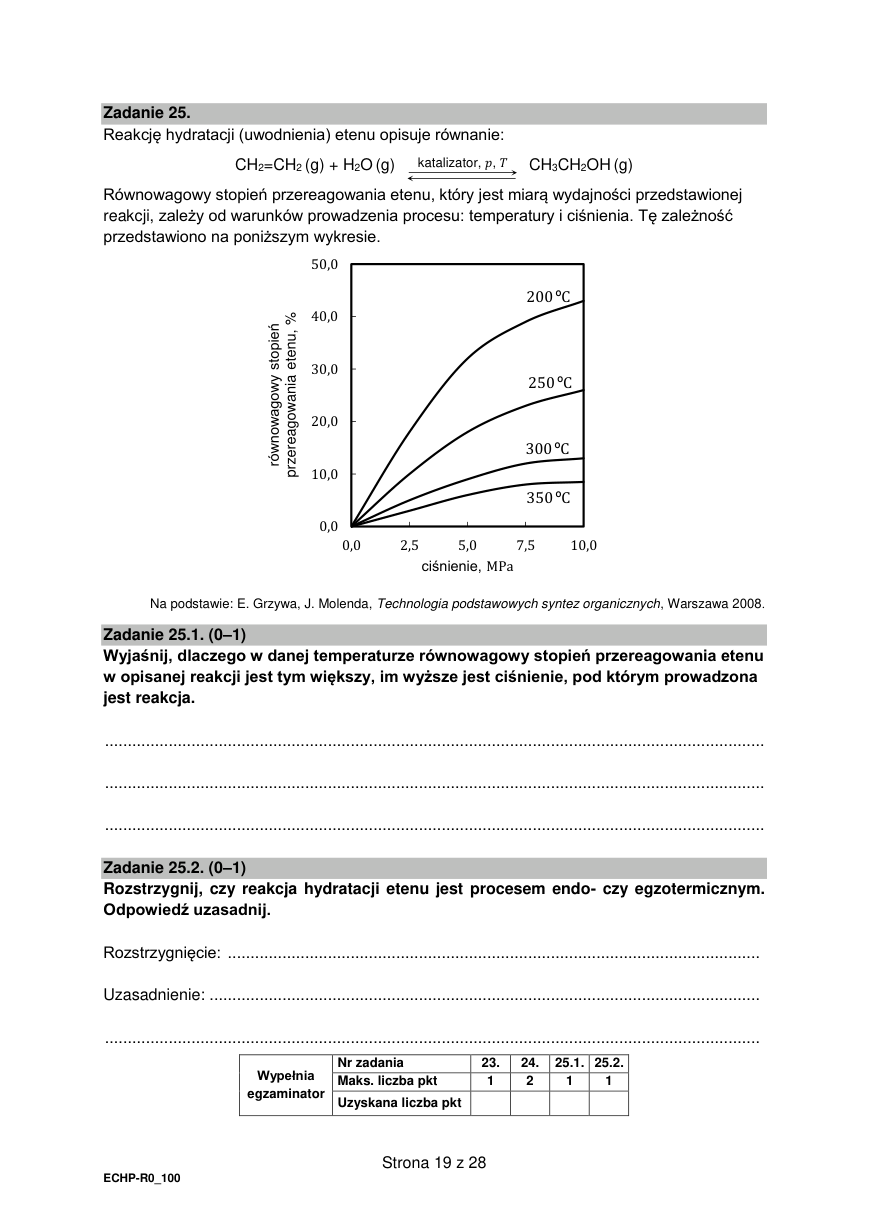 Zadanie 25.
Reakcję hydratacji (uwodnienia) etenu opisuje równanie:
CH2=CH2 (g) + H2O (g) katalizator, p, T CH3CH2OH (g)
Równowagowy stopień przereagowania etenu, który jest miarą wydajności przedstawionej
reakcji, zależy od warunków prowadzenia procesu: temperatury i ciśnienia. Tę zależność
przedstawiono na poniższym wykresie.
równowagowy stopień
przereagowania etenu, %
50,0
40,0
30,0
20,0
10,0
0,0
200 ºC
250 ºC
300 ºC
350 ºC
0,0 2,5 5,0 7,5 10,0
ciśnienie, MPa
Na podstawie: E. Grzywa, J. Molenda, Technologia podstawowych syntez organicznych, Warszawa 2008.
Zadanie 25.1. (0–1)
Wyjaśnij, dlaczego w danej temperaturze równowagowy stopień przereagowania etenu
w opisanej reakcji jest tym większy, im wyższe jest ciśnienie, pod którym prowadzona
jest reakcja.
Zadanie 25.2. (0–1)
Rozstrzygnij, czy reakcja hydratacji etenu jest procesem endo- czy egzotermicznym.
Odpowiedź uzasadnij.
Rozstrzygnięcie: ....................................................................................................................
Uzasadnienie: ........................................................................................................................
Wypełnia
egzaminator
Nr zadania 23. 24. 25.1. 25.2.
Maks. liczba pkt 1 2 1 1
Uzyskana liczba pkt
Strona 19 z 28
ECHP-R0_100